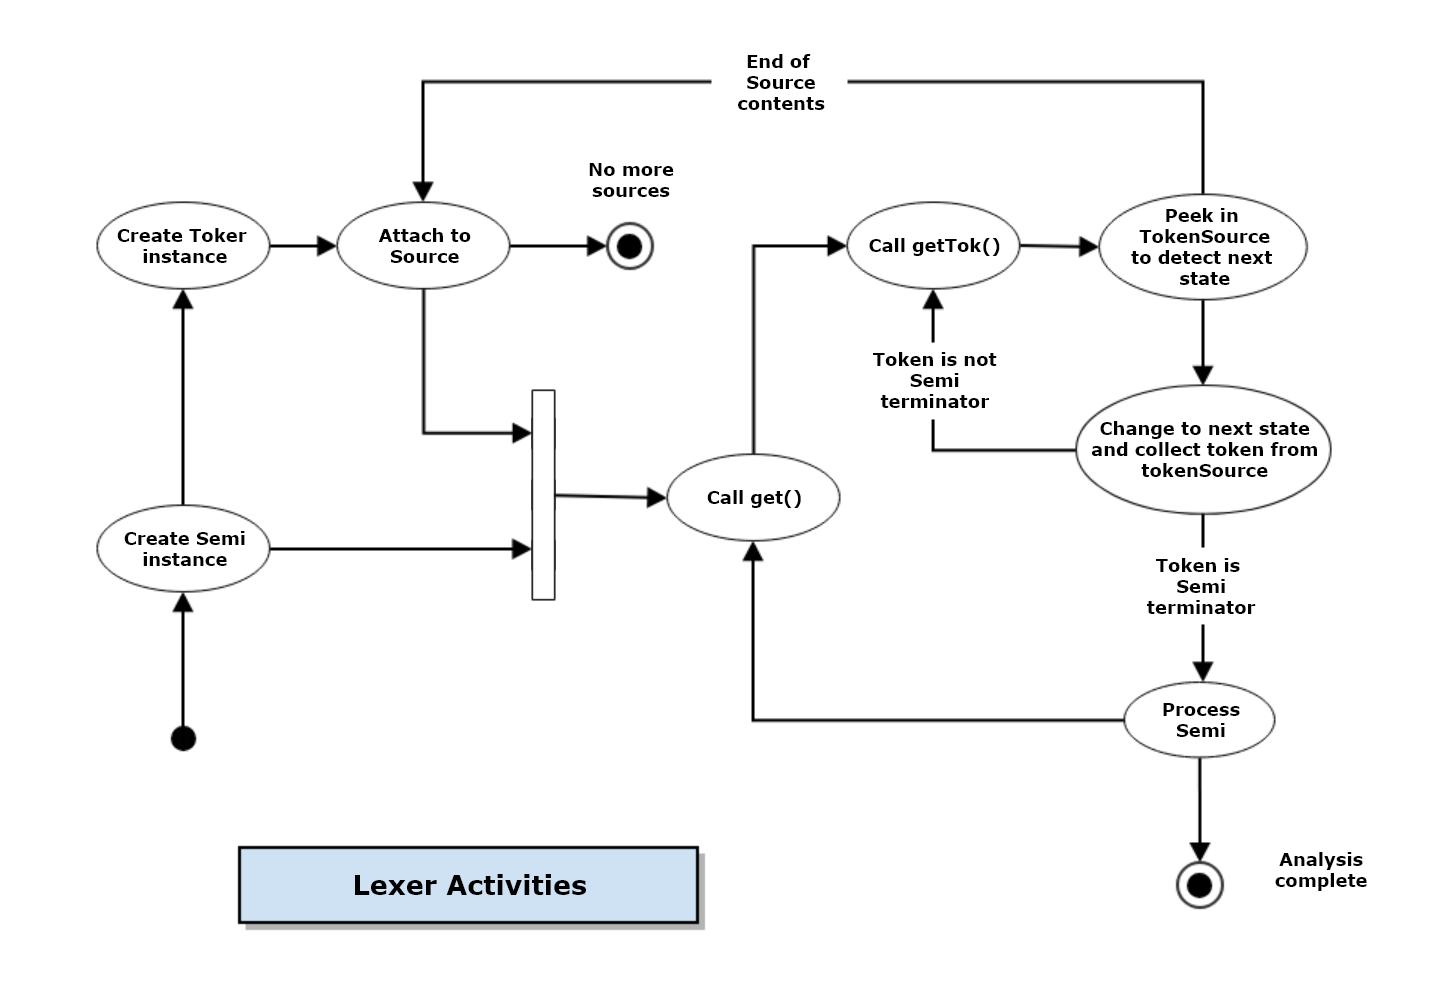 End of
Source
contents
No more
sources
Create Toker
instance
Attach to
Source
Call getTok()
Peek in
TokenSource
to detect next
state
Token is not
Semi
terminator
Change to next state
and collect token from
tokenSource
Call get()
Create Semi
instance
Token is
Semi
terminator
Process
Semi
Analysis
complete
Lexer Activities